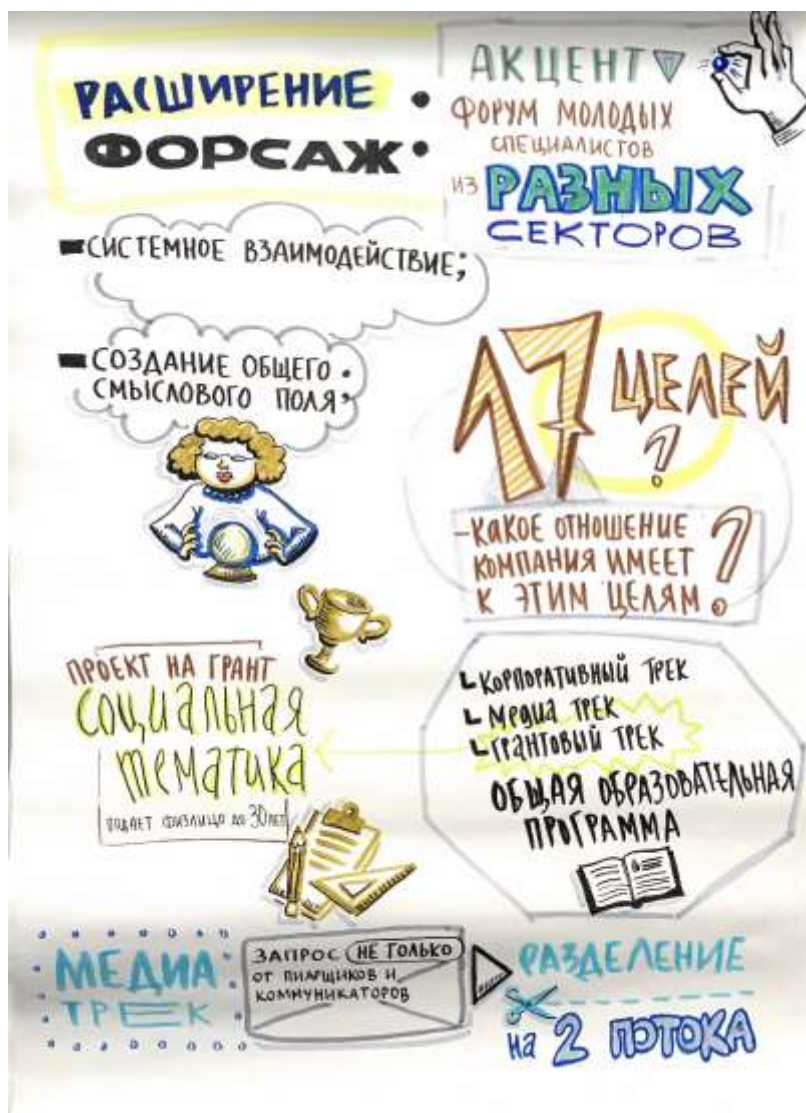 РАСШИРЕНИЕ
ФОРСАЖ:
АКЦЕНТ
ФОРУМ МОЛОДЫХ
СПЕЦИАЛИСТОВ
ИЗ РАЗНЫХ
СЕКТОРОВ
- СИСТЕМНОЕ ВЗАИМОДЕЙСТВИЕ;
- СОЗДАНИЕ ОБЩЕГО
СМЫСЛОВОГО ПОЛЯ;
17 ЦЕЛЕЙ
?
- КАКОЕ ОТНОШЕНИЕ
КОМПАНИЯ ИМЕЕТ
К ЭТИМ ЦЕЛЯМ?
ПРОЕКТ НА ГРАНТ
СОЦИАЛЬНАЯ
ТЕМАТИКА
ПОДАЕТ ФИЗЛИЦО ДО 30 ЛЕТ
КОРПОРАТИВНЫЙ ТРЕК
МЕДИА ТРЕК
ГРАНТОВЫЙ ТРЕК
ОБЩАЯ ОБРАЗОВАТЕЛЬНАЯ
ПРОГРАММА
МЕДИА
ТРЕК
ЗАПРОС НЕ ТОЛЬКО
ОТ ПИАРЩИКОВ И
КОММУНИКАТОРОВ
РАЗДЕЛЕНИЕ
НА 2 ПОТОКА